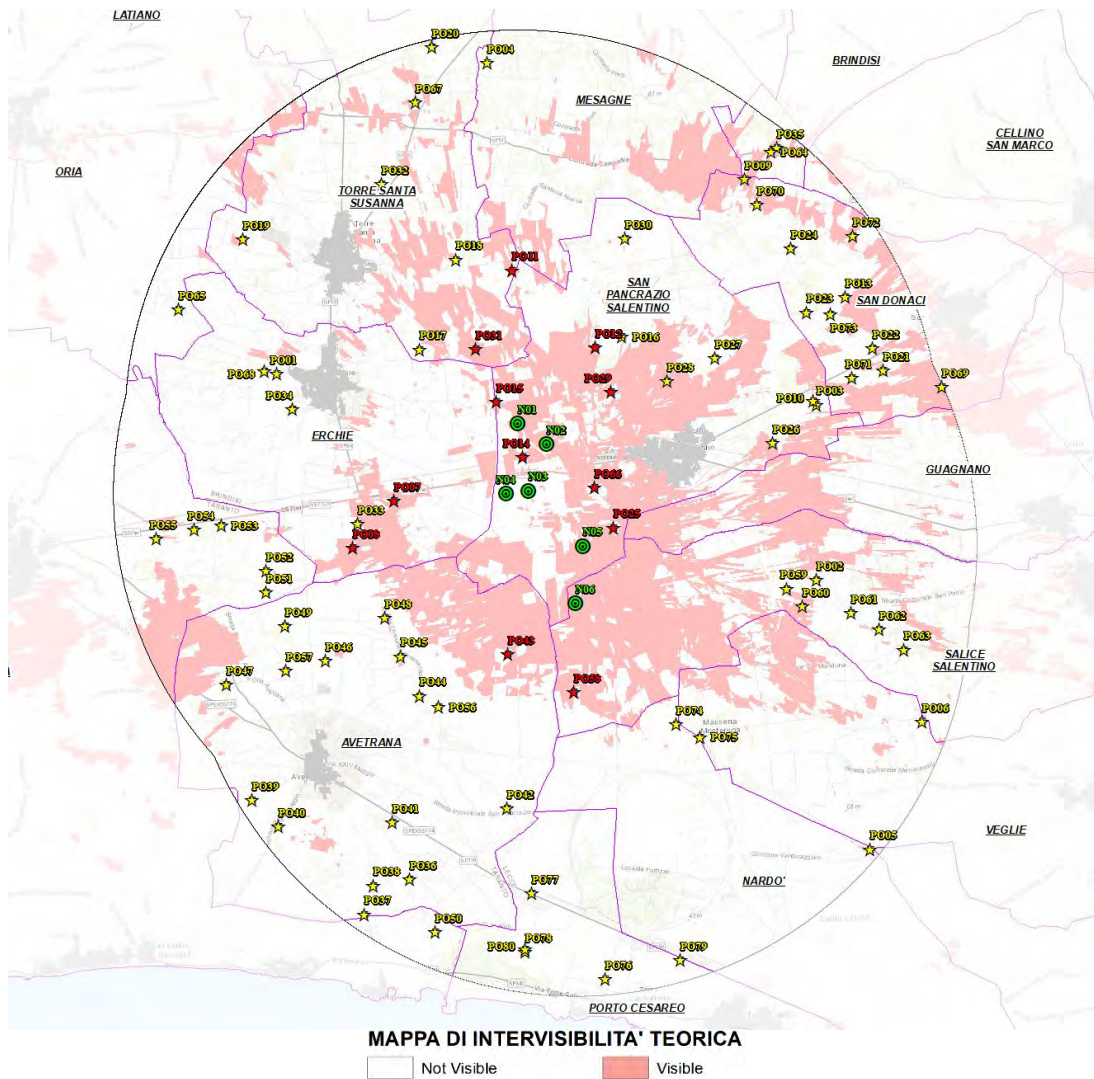 LATIANO
PO20
PO04
BRINDISI
PO67
MESAGNE
CELLINO
SAN MARCO
PO35
PO64
ORIA
PO09
PO32
TORRE SANTA
SUSANNA
PO70
PO19
PO30
PO72
PO24
PO18
PO11
SAN
PANCRAZIO
SALENTINO
PO13
SAN DONACI
PO65
PO23
PO73
PO17
PO31
PO12
PO16
PO27
PO22
PO21
PO68
PO01
PO28
PO71
PO69
PO29
PO15
PO10
PO03
PO34
N01
ERCHIE
N02
PO26
PO14
GUAGNANO
N04
N03
PO66
PO07
BRINDISI
TARANTO
PO33
PO25
PO55
PO54
PO53
PO08
N05
PO52
PO51
PO59
PO02
N06
PO60
PO61
PO49
PO48
PO62
PO63
PO45
PO43
SALICE
SALENTINO
PO57
PO46
PO47
PO58
PO44
PO56
PO74
Masseria
PO75
PO06
AVETRANA
PO39
PO42
PO40
PO41
PO05
VEGLIE
LECCE
TARANTO
PO38
PO36
NARDO'
PO77
PO37
PO50
PO80
PO78
PO79
PO76
PORTO CESAREO
MAPPA DI INTERVISIBILITA' TEORICA
Not Visible
Visible